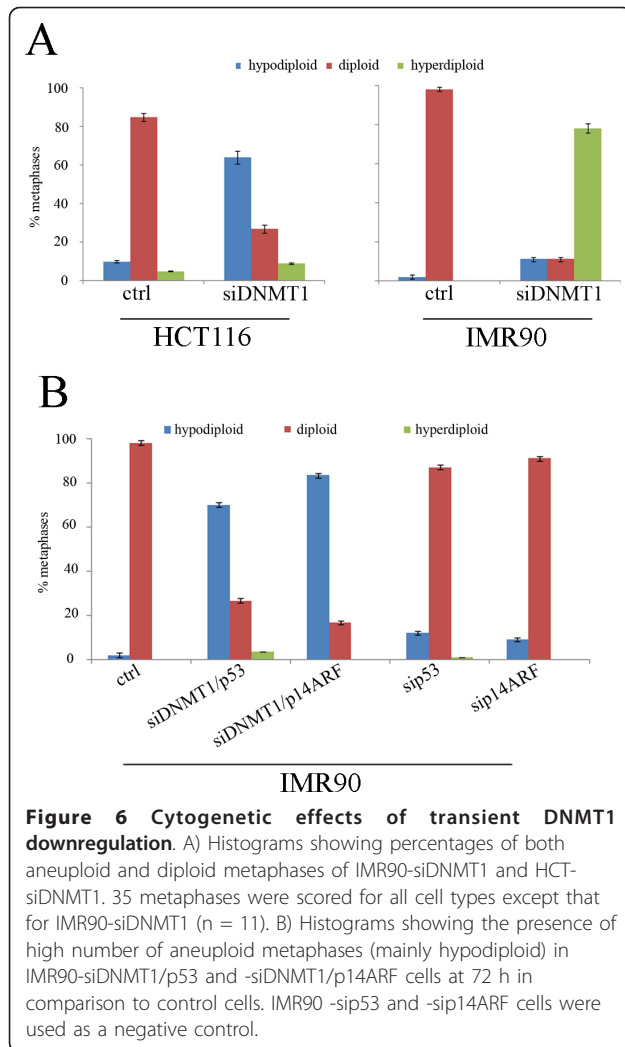 A
hypodiploid diploid hyperdiploid
100
80
60
40
20
0
% metaphases
ctrl siDNMT1 ctrl siDNMT1
HCT116 IMR90
B
hypodiploid diploid hyperdiploid
100
80
60
40
20
0
% metaphases
ctrl siDNMT1/p53 siDNMT1/p14ARF sip53 sip14ARF
IMR90
Figure 6 Cytogenetic effects of transient DNMT1
downregulation. A) Histograms showing percentages of both
aneuploid and diploid metaphases of IMR90-siDNMT1 and HCT-
siDNMT1. 35 metaphases were scored for all cell types except that
for IMR90-siDNMT1 (n = 11). B) Histograms showing the presence of
high number of aneuploid metaphases (mainly hypodiploid) in
IMR90-siDNMT1/p53 and -siDNMT1/p14ARF cells at 72 h in
comparison to control cells. IMR90 -sip53 and -sip14ARF cells were
used as a negative control.